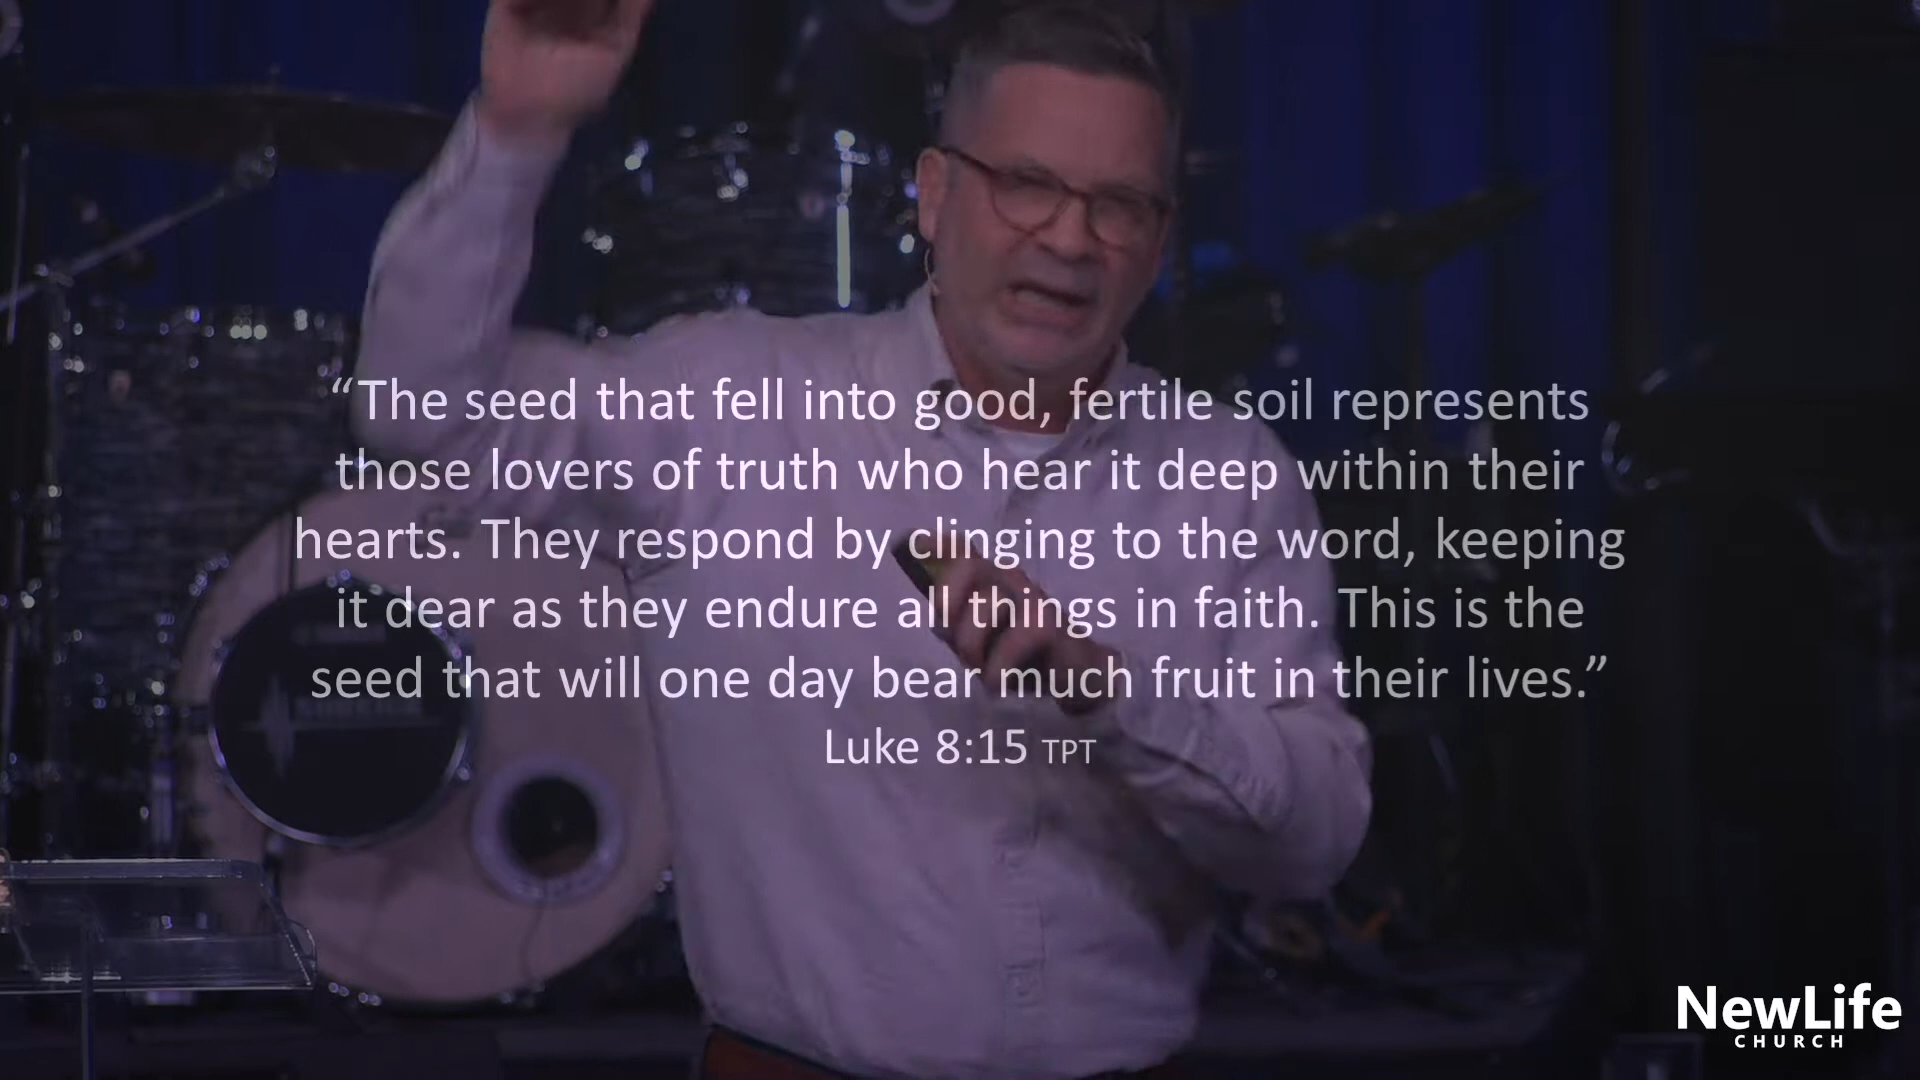 “The seed that fell into good, fertile soil represents
those lovers of truth who hear it deep within their
hearts. They respond by clinging to the word, keeping
it dear as they endure all things in faith. This is the
seed that will one day bear much fruit in their lives.”
Luke 8:15 TPT
NewLife
CHURCH